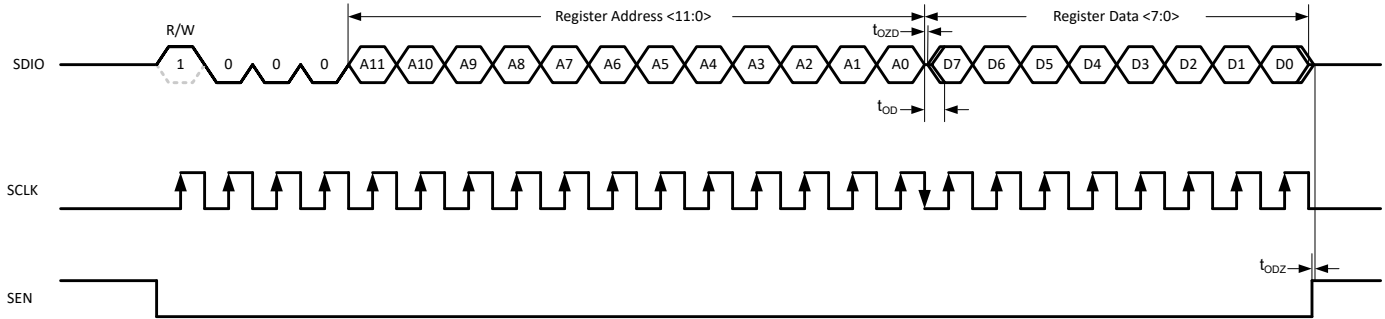 Register Address <11:0> Register Data <7:0>
R/W
tOZD
SDIO 1 0 0 0 A11 A10 A9 A8 A7 A6 A5 A4 A3 A2 A1 A0 D7 D6 D5 D4 D3 D2 D1 D0
tOD
SCLK
tODZ
SEN